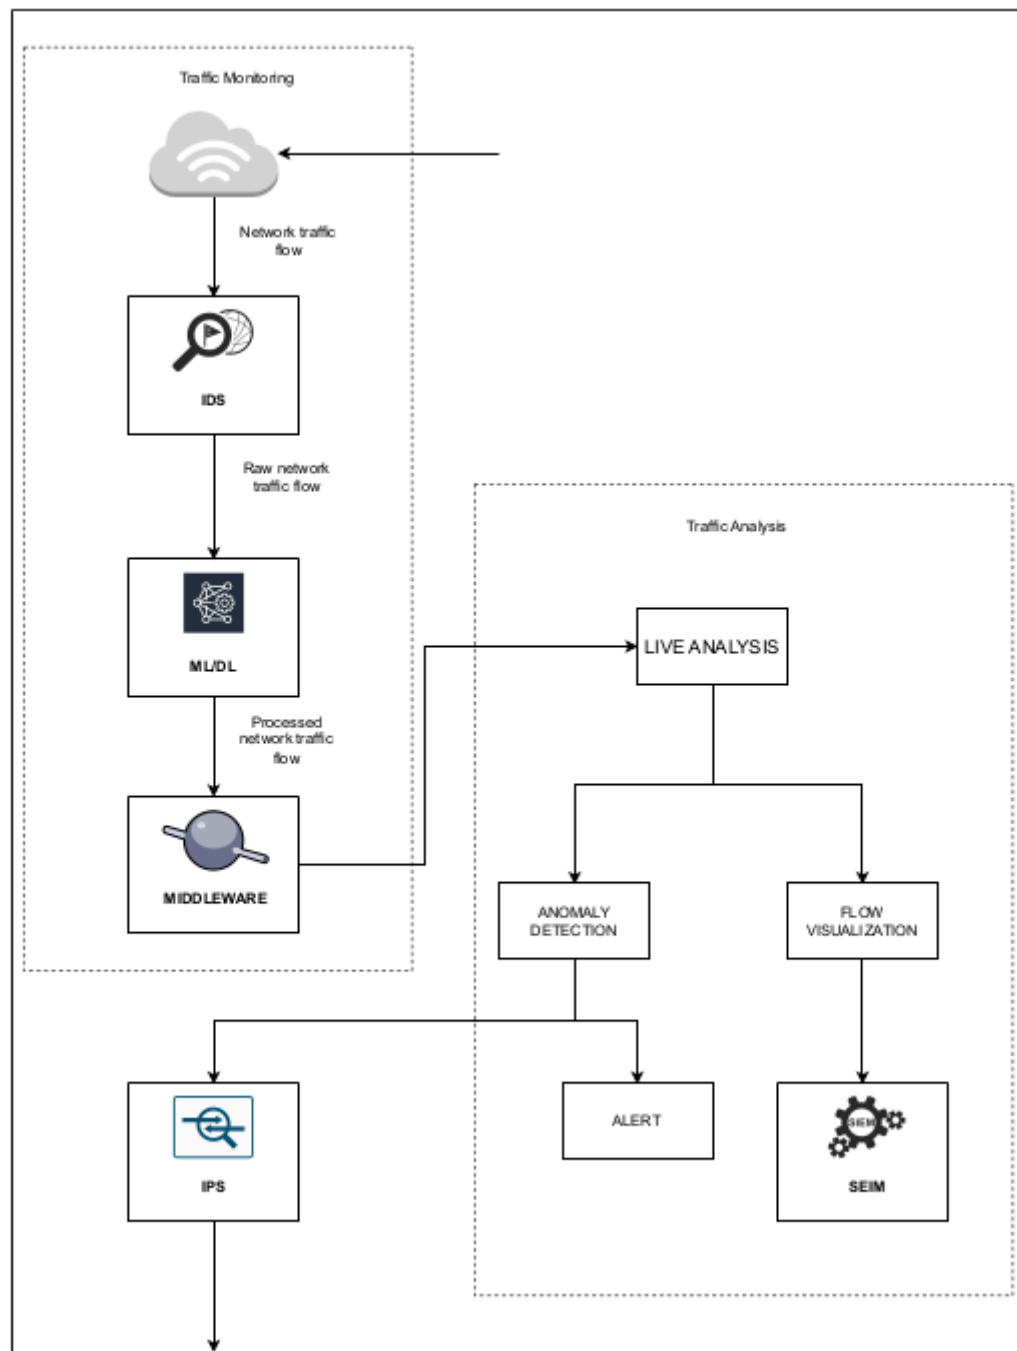 Traffic Monitoring
Network traffic
flow
IDS
Raw network
traffic flow
ML/DL
Processed
network traffic
flow
MIDDLEWARE
Traffic Analysis
LIVE ANALYSIS
ANOMALY
DETECTION
FLOW
VISUALIZATION
IPS
ALERT
SIEM
SEIM